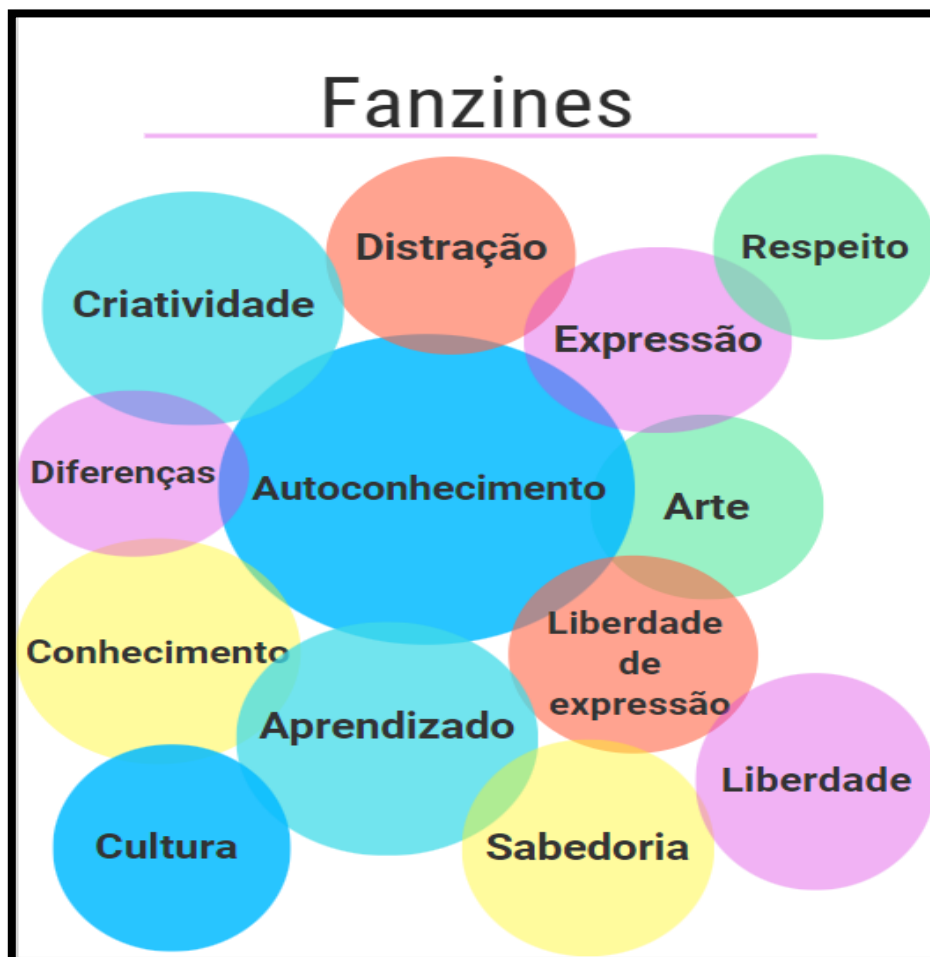 Fanzines
Distração
Respeito
Criatividade
Expressão
Diferenças
Autoconhecimento
Arte
Conhecimento
Liberdade
de
expressão
Aprendizado
Liberdade
Cultura
Sabedoria